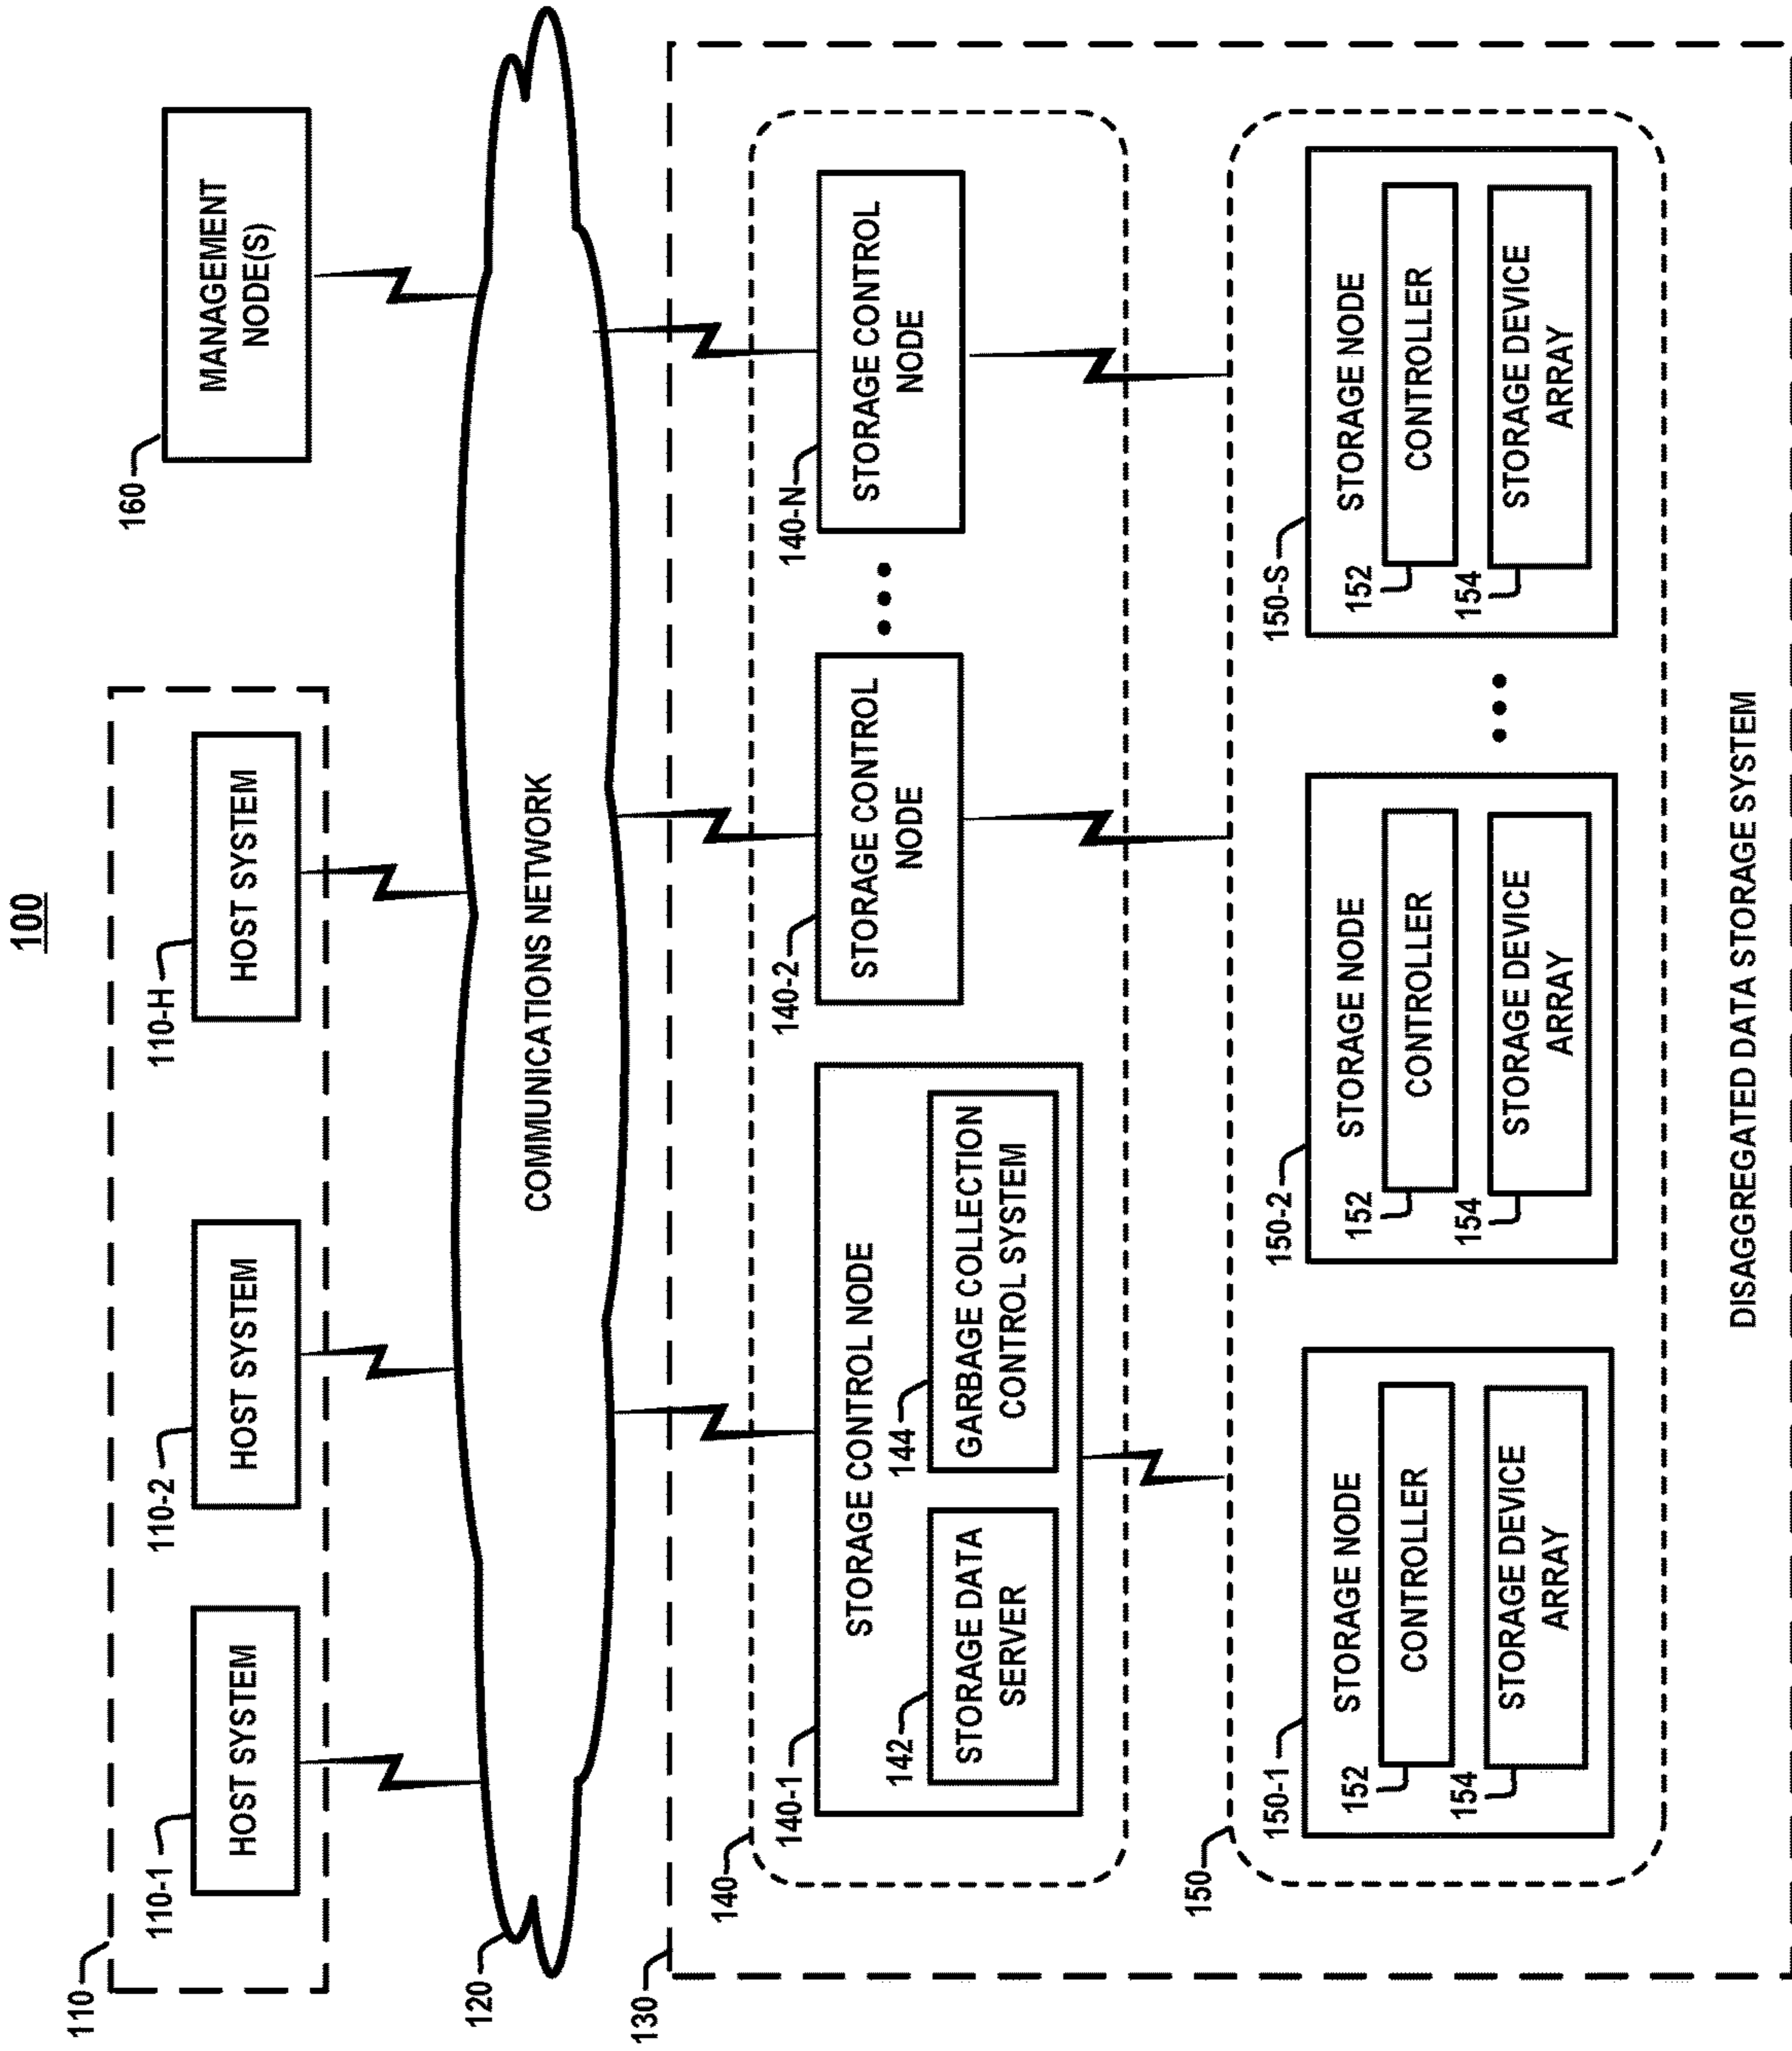 100
110
110-1
HOST SYSTEM
110-2
HOST SYSTEM
110-H
HOST SYSTEM
160
MANAGEMENT
NODE(S)
120
COMMUNICATIONS NETWORK
130
140
140-1
STORAGE CONTROL NODE
142
STORAGE DATA
SERVER
144
GARBAGE COLLECTION
CONTROL SYSTEM
140-2
STORAGE CONTROL
NODE
•••
140-N
STORAGE CONTROL
NODE
150
150-1
STORAGE NODE
152
CONTROLLER
154
STORAGE DEVICE
ARRAY
150-2
STORAGE NODE
152
CONTROLLER
154
STORAGE DEVICE
ARRAY
•••
150-S
STORAGE NODE
152
CONTROLLER
154
STORAGE DEVICE
ARRAY
DISAGGREGATED DATA STORAGE SYSTEM